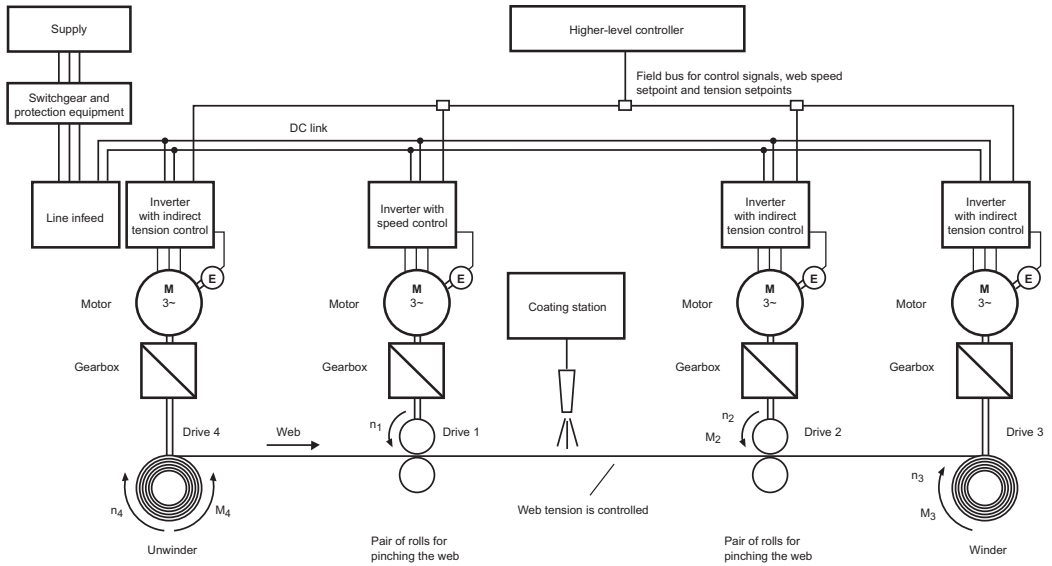 Supply
Higher-level controller
Field bus for control signals, web speed
setpoint and tension setpoints
Switchgear and
protection equipment
DC link
Line infeed
Inverter
with indirect
tension control
Inverter with
speed control
Inverter
with indirect
tension control
Inverter
with indirect
tension control
E
E
E
E
M
3~
M
3~
M
3~
M
3~
Motor
Motor
Motor
Motor
Coating station
Gearbox
Gearbox
Gearbox
Gearbox
Drive 4
Web
n1
Drive 1
n2
M2
Drive 2
Drive 3
n4
M4
Web tension is controlled
n3
M3
Unwinder
Pair of rolls for
pinching the web
Pair of rolls for
pinching the web
Winder